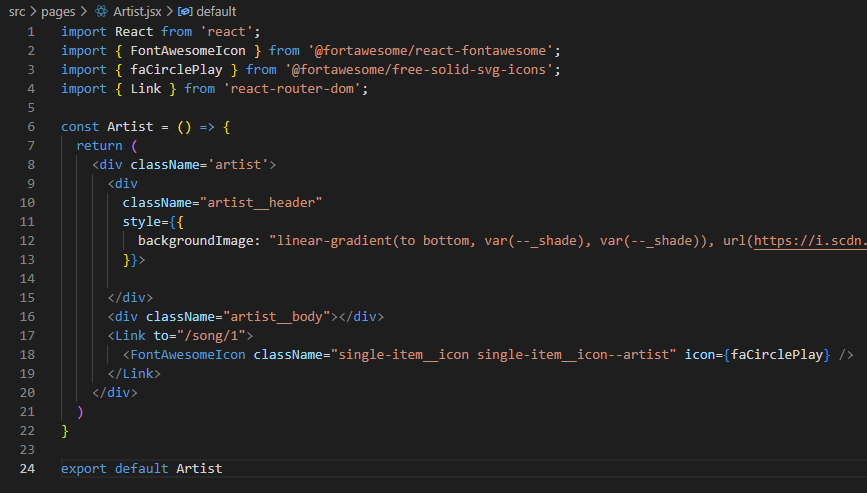 src > pages > Artist.jsx > default
1 import React from 'react';
2 import { FontAwesomeIcon } from '@fortawesome/react-fontawesome';
3 import { faCirclePlay } from '@fortawesome/free-solid-svg-icons';
4 import { Link } from 'react-router-dom';
5
6 const Artist = () => {
7   return (
8     <div className='artist'>
9       <div
10         className="artist__header"
11         style={{
12           backgroundImage: "linear-gradient(to bottom, var(--_shade), var(--_shade)), url(https://i.scdn.
13         }}>
14
15       </div>
16       <div className="artist__body"></div>
17       <Link to="/song/1">
18         <FontAwesomeIcon className="single-item__icon single-item__icon--artist" icon={faCirclePlay} />
19       </Link>
20     </div>
21   )
22 }
23
24 export default Artist